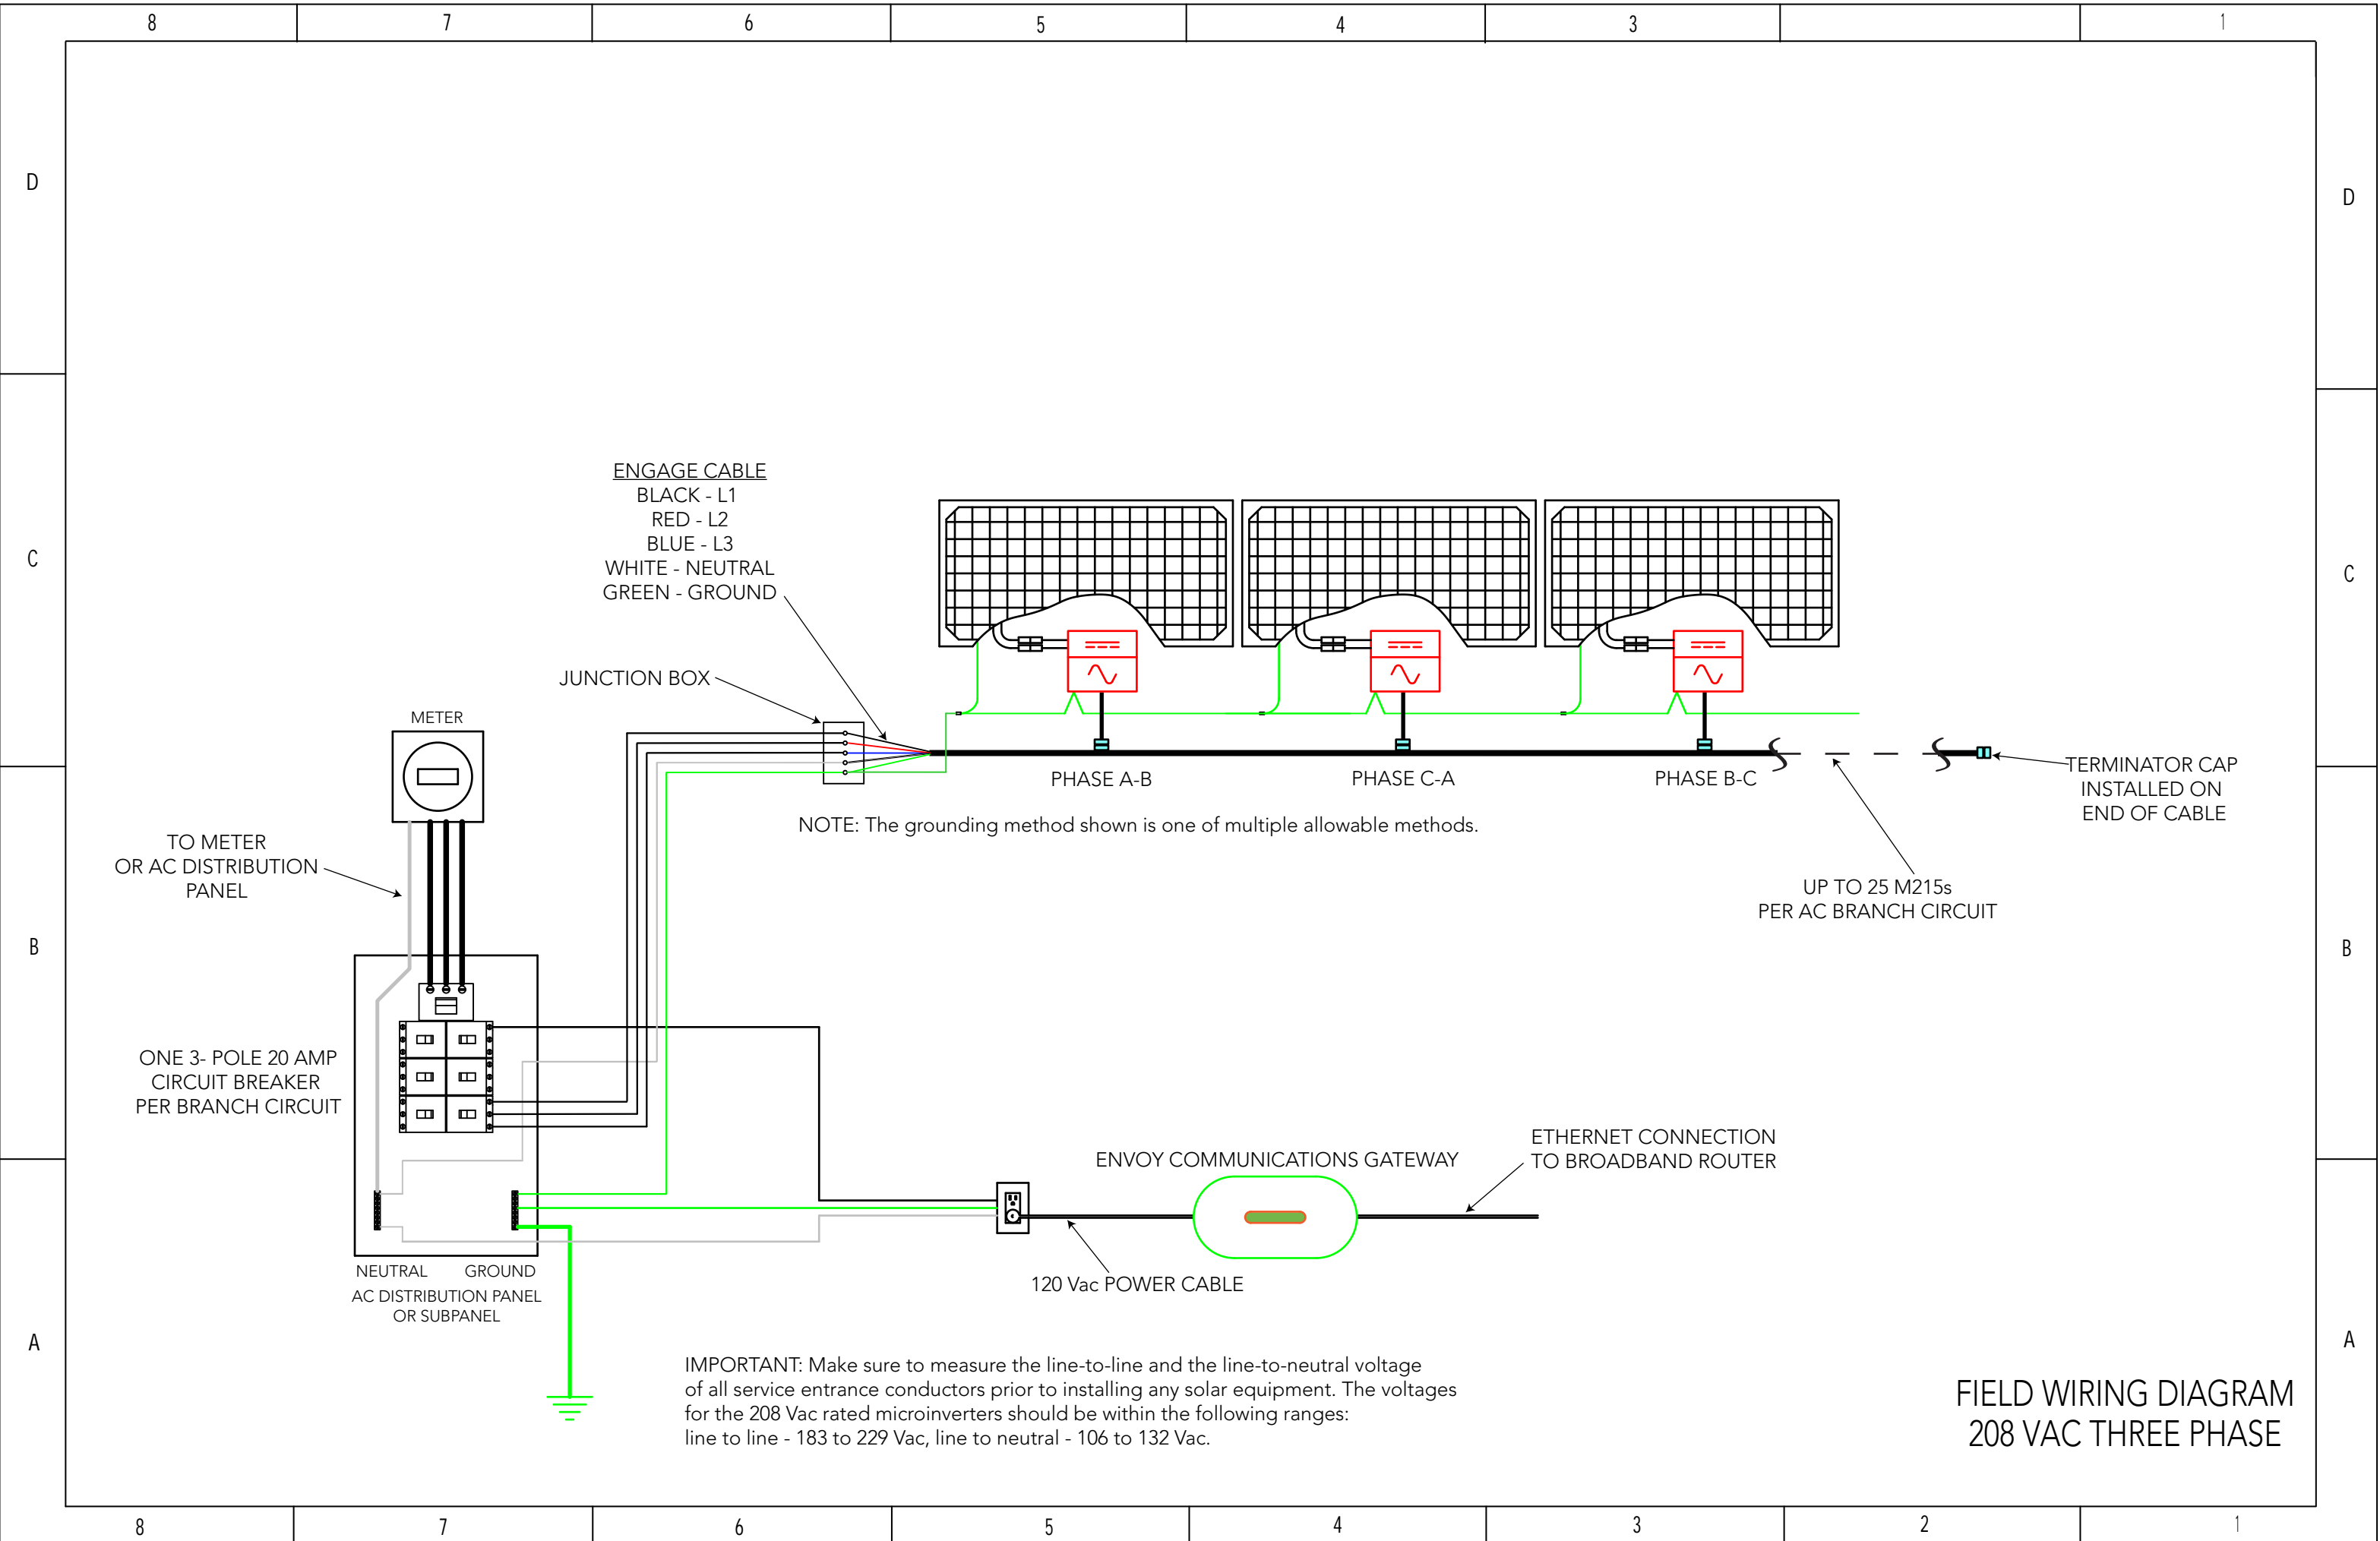 8 7 6 5 4 3 1
D
D
C
C
B
B
A
A
ENGAGE CABLE
BLACK - L1
RED - L2
BLUE - L3
WHITE - NEUTRAL
GREEN - GROUND
JUNCTION BOX
METER
TO METER
OR AC DISTRIBUTION
PANEL
PHASE A-B
PHASE C-A
PHASE B-C
NOTE: The grounding method shown is one of multiple allowable methods.
TERMINATOR CAP
INSTALLED ON
END OF CABLE
UP TO 25 M215s
PER AC BRANCH CIRCUIT
ONE 3- POLE 20 AMP
CIRCUIT BREAKER
PER BRANCH CIRCUIT
ENVOY COMMUNICATIONS GATEWAY
ETHERNET CONNECTION
TO BROADBAND ROUTER
120 Vac POWER CABLE
NEUTRAL GROUND
AC DISTRIBUTION PANEL
OR SUBPANEL
IMPORTANT: Make sure to measure the line-to-line and the line-to-neutral voltage
of all service entrance conductors prior to installing any solar equipment. The voltages
for the 208 Vac rated microinverters should be within the following ranges:
line to line - 183 to 229 Vac, line to neutral - 106 to 132 Vac.
FIELD WIRING DIAGRAM
208 VAC THREE PHASE
8 7 6 5 4 3 2 1